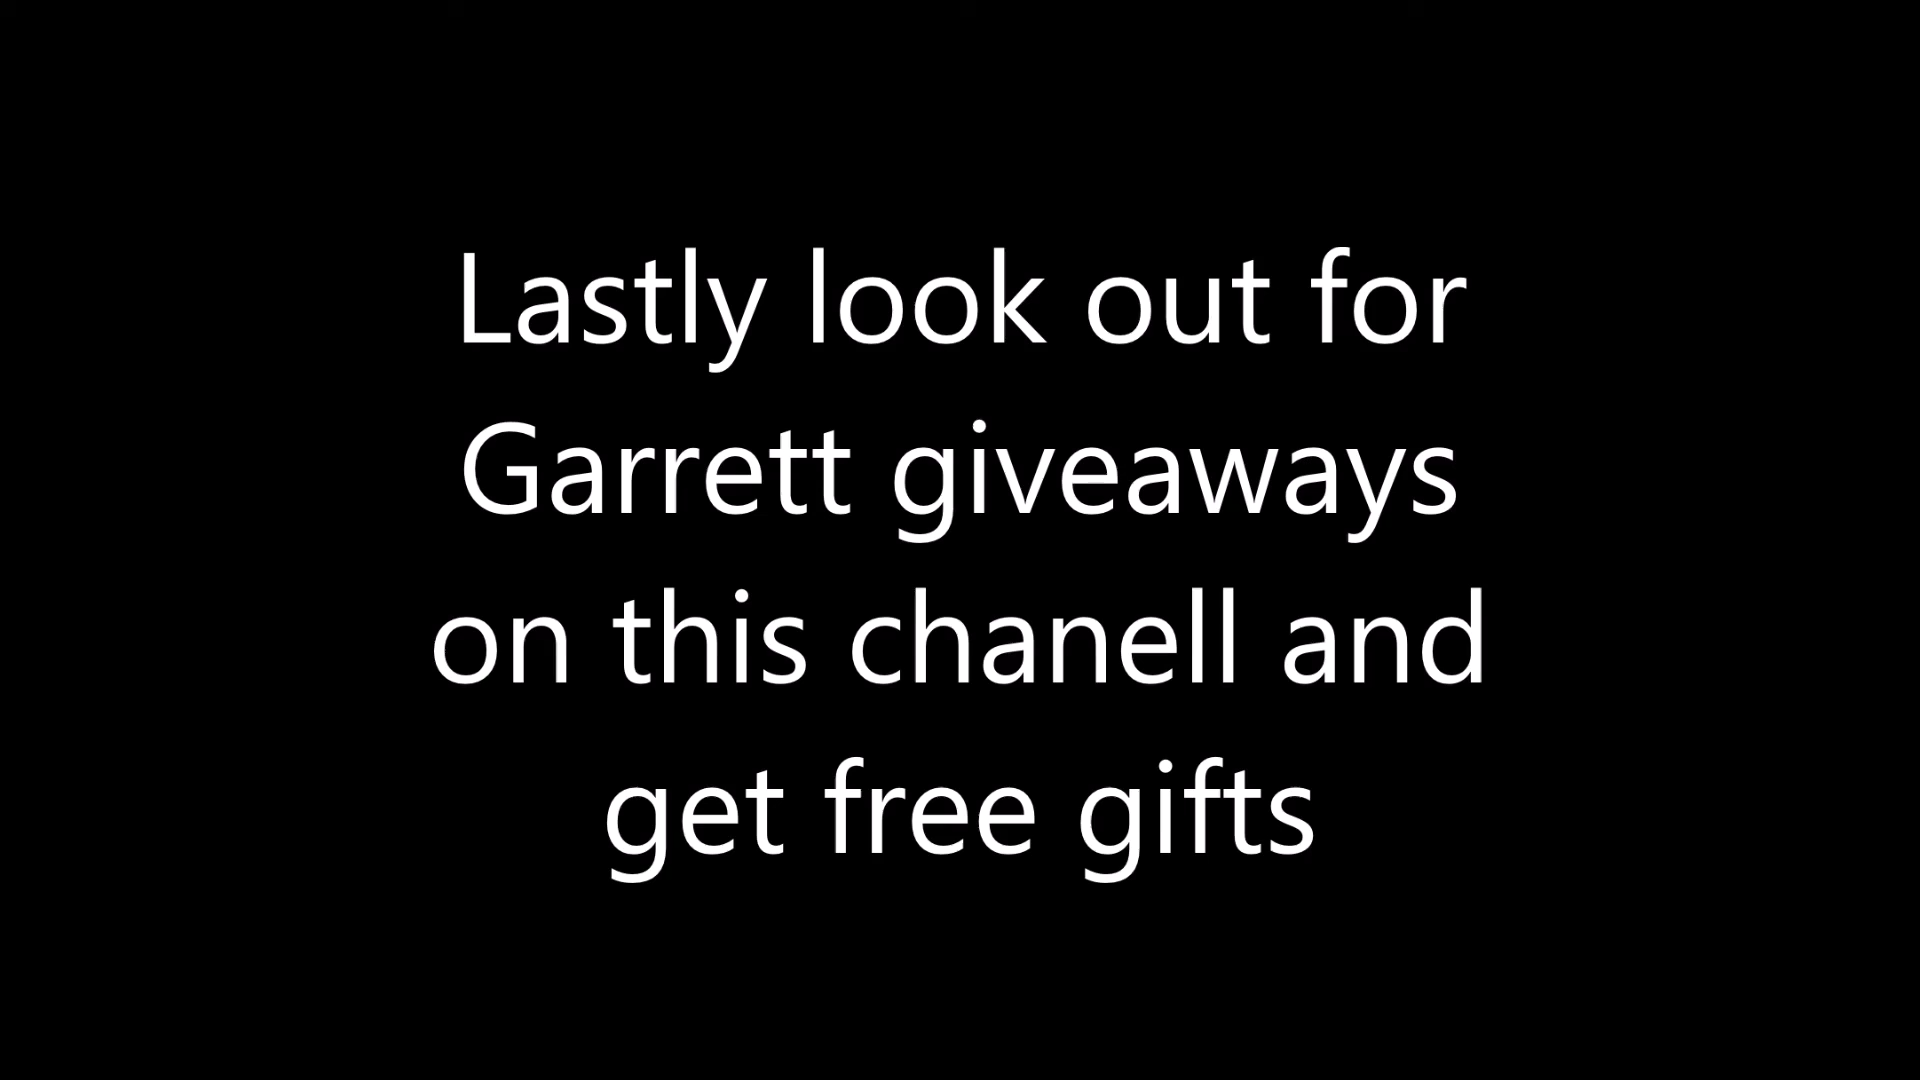 Lastly look out for
Garrett giveaways
on this chanell and
get free gifts